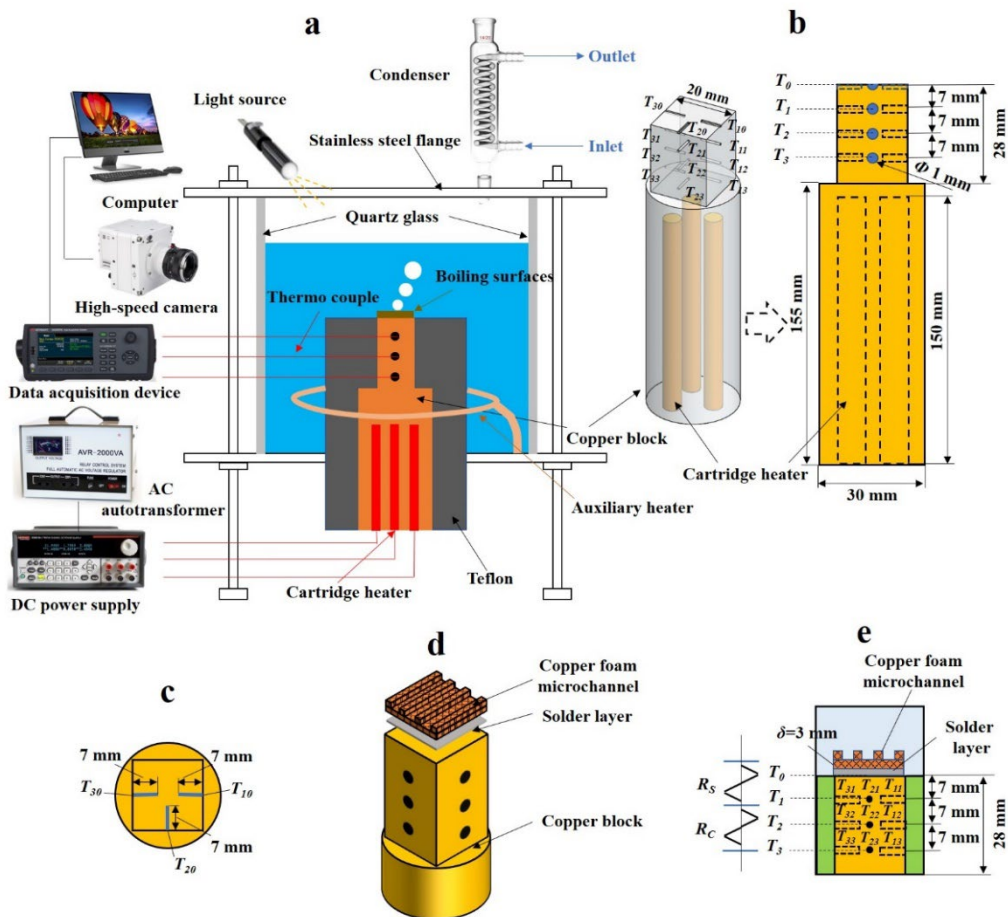 a
b
Outlet
Condenser
Light source
Inlet
Stainless steel flange
Quartz glass
Computer
High-speed camera
Thermo couple
Boiling surfaces
Data acquisition device
AVR-2000VA
AC
autotransformer
DC power supply
Copper block
Auxiliary heater
Cartridge heater
Teflon
20 mm
T30
T20
T10
T31
T21
T11
T32
T22
T12
T33
T23
T13
T0
T1
T2
T3
7 mm
7 mm
7 mm
28 mm
Φ 1 mm
155 mm
150 mm
Cartridge heater
30 mm
c
7 mm
7 mm
T30
T10
7 mm
T20
d
Copper foam
microchannel
Solder layer
Copper block
e
Copper foam
microchannel
Solder layer
δ=3 mm
RS
RC
T0
T1
T2
T3
T31 T21 T11
T32 T22 T12
T33 T23 T13
7 mm
7 mm
7 mm
28 mm